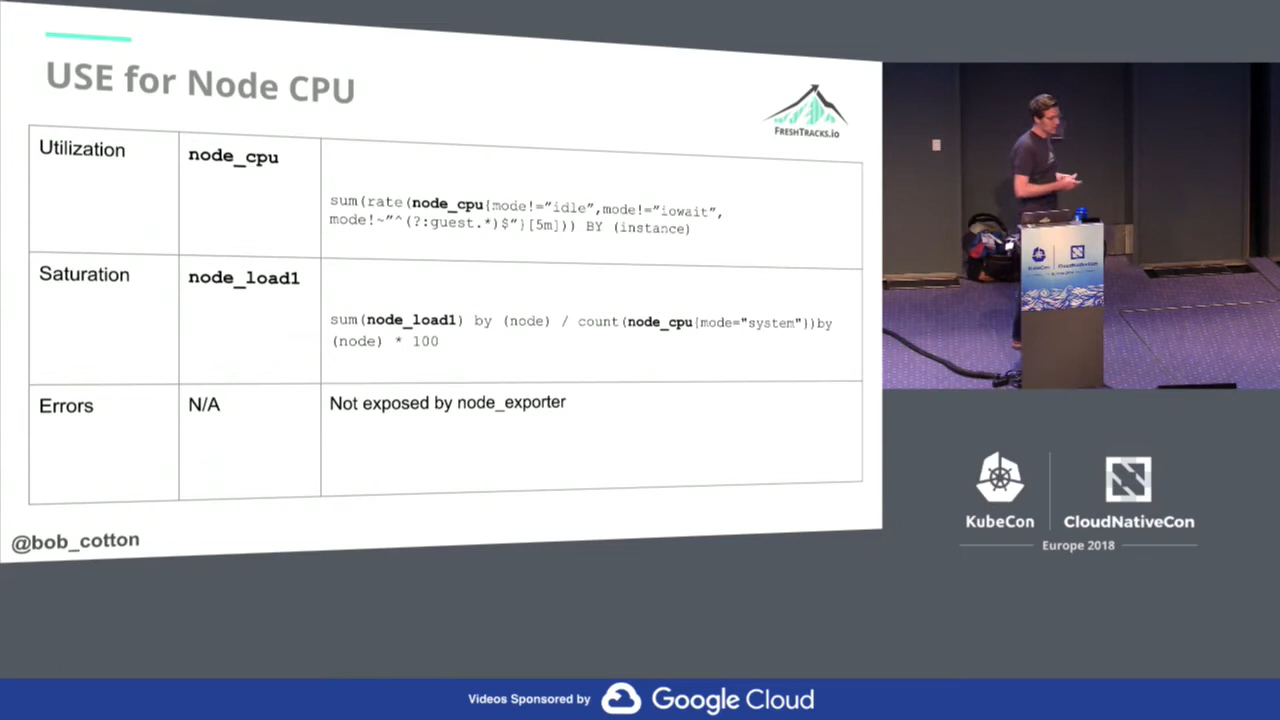 USE for Node CPU
FRESHTRACKS.IO
Utilization
node_cpu
sum(rate(node_cpu{mode!="idle",mode!="iowait",
mode!~"^(?:guest.*)$"}[5m])) BY (instance)
Saturation
node_load1
sum(node_load1) by (node) / count(node_cpu{mode="system"})by
(node) * 100
Errors
N/A
Not exposed by node_exporter
@bob_cotton
KubeCon
CloudNativeCon
KubeCon
CloudNativeCon
Europe 2018
Videos Sponsored by
Google Cloud